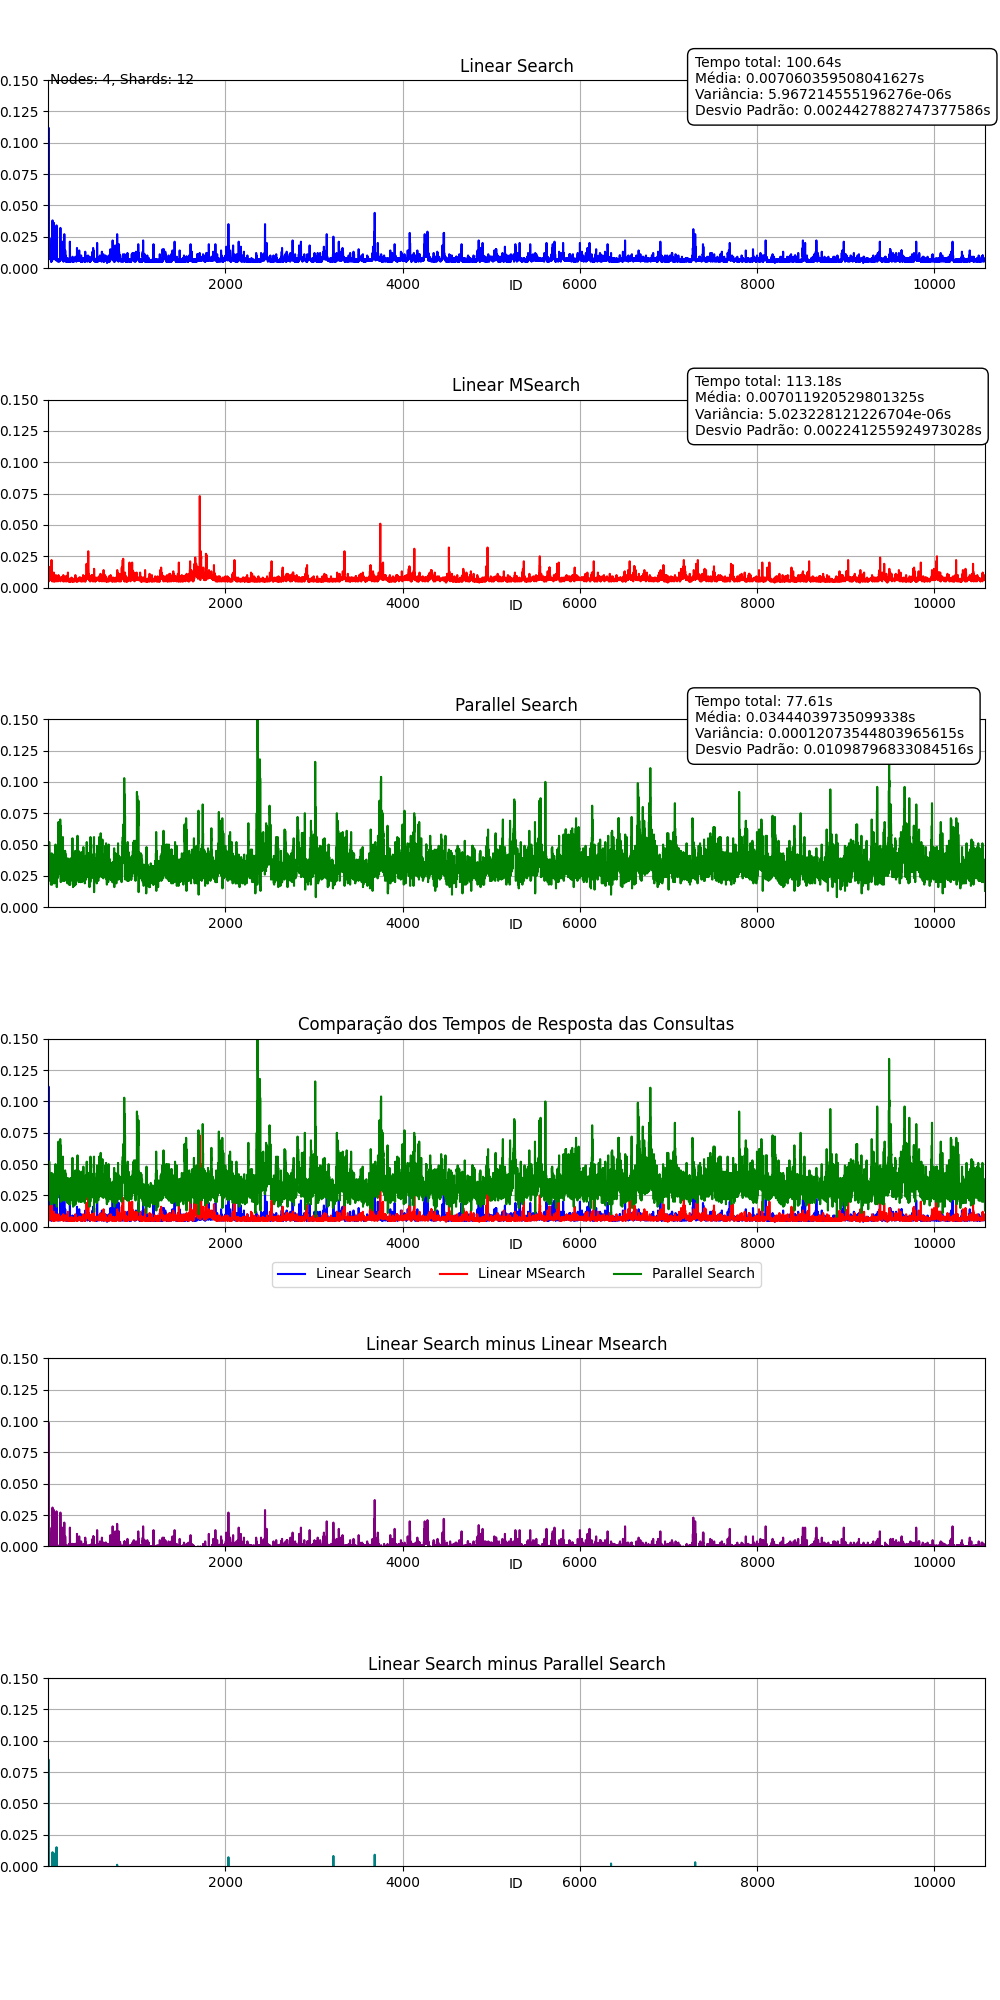 Linear Search
Nodes: 4, Shards: 12
Tempo total: 100.64s
Média: 0.007060359508041627s
Variância: 5.967214555196276e-06s
Desvio Padrão: 0.0024427882747377586s
0.150
0.125
0.100
0.075
0.050
0.025
0.000
2000 4000 6000 8000 10000
ID
Linear MSearch
Tempo total: 113.18s
Média: 0.007011920529801325s
Variância: 5.023228121226704e-06s
Desvio Padrão: 0.002241255924973028s
0.150
0.125
0.100
0.075
0.050
0.025
0.000
2000 4000 6000 8000 10000
ID
Parallel Search
Tempo total: 77.61s
Média: 0.03444039735099338s
Variância: 0.00012073544803965615s
Desvio Padrão: 0.01098796833084516s
0.150
0.125
0.100
0.075
0.050
0.025
0.000
2000 4000 6000 8000 10000
ID
Comparação dos Tempos de Resposta das Consultas
0.150
0.125
0.100
0.075
0.050
0.025
0.000
2000 4000 6000 8000 10000
ID
Linear Search Linear MSearch Parallel Search
Linear Search minus Linear Msearch
0.150
0.125
0.100
0.075
0.050
0.025
0.000
2000 4000 6000 8000 10000
ID
Linear Search minus Parallel Search
0.150
0.125
0.100
0.075
0.050
0.025
0.000
2000 4000 6000 8000 10000
ID